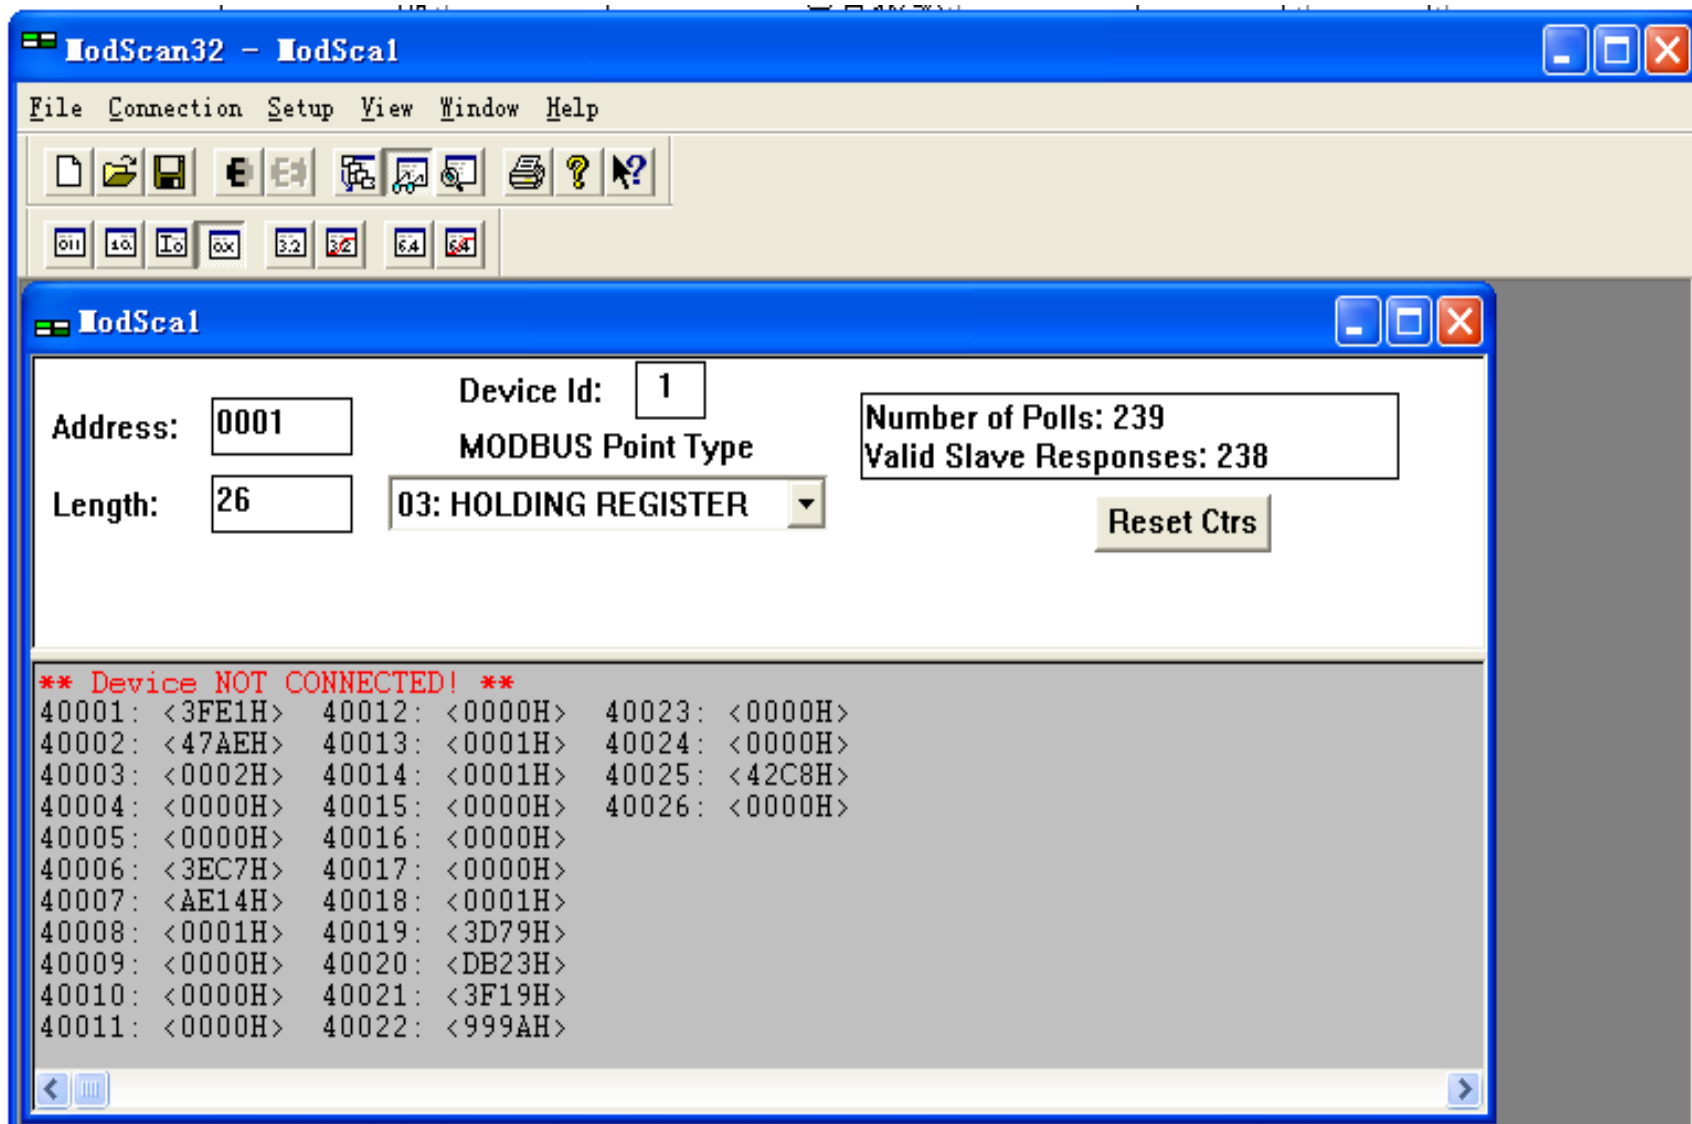 ModScan32 - ModSca1
File Connection Setup View Window Help
ModSca1
Device Id: 1
Address: 0001
MODBUS Point Type
Number of Polls: 239
Valid Slave Responses: 238
Length: 26
03: HOLDING REGISTER
Reset Ctrs
** Device NOT CONNECTED! **
40001: <3FE1H> 40012: <0000H> 40023: <0000H>
40002: <47AEH> 40013: <0001H> 40024: <0000H>
40003: <0002H> 40014: <0001H> 40025: <42C8H>
40004: <0000H> 40015: <0000H> 40026: <0000H>
40005: <0000H> 40016: <0000H>
40006: <3EC7H> 40017: <0000H>
40007: <AE14H> 40018: <0001H>
40008: <0001H> 40019: <3D79H>
40009: <0000H> 40020: <DB23H>
40010: <0000H> 40021: <3F19H>
40011: <0000H> 40022: <999AH>